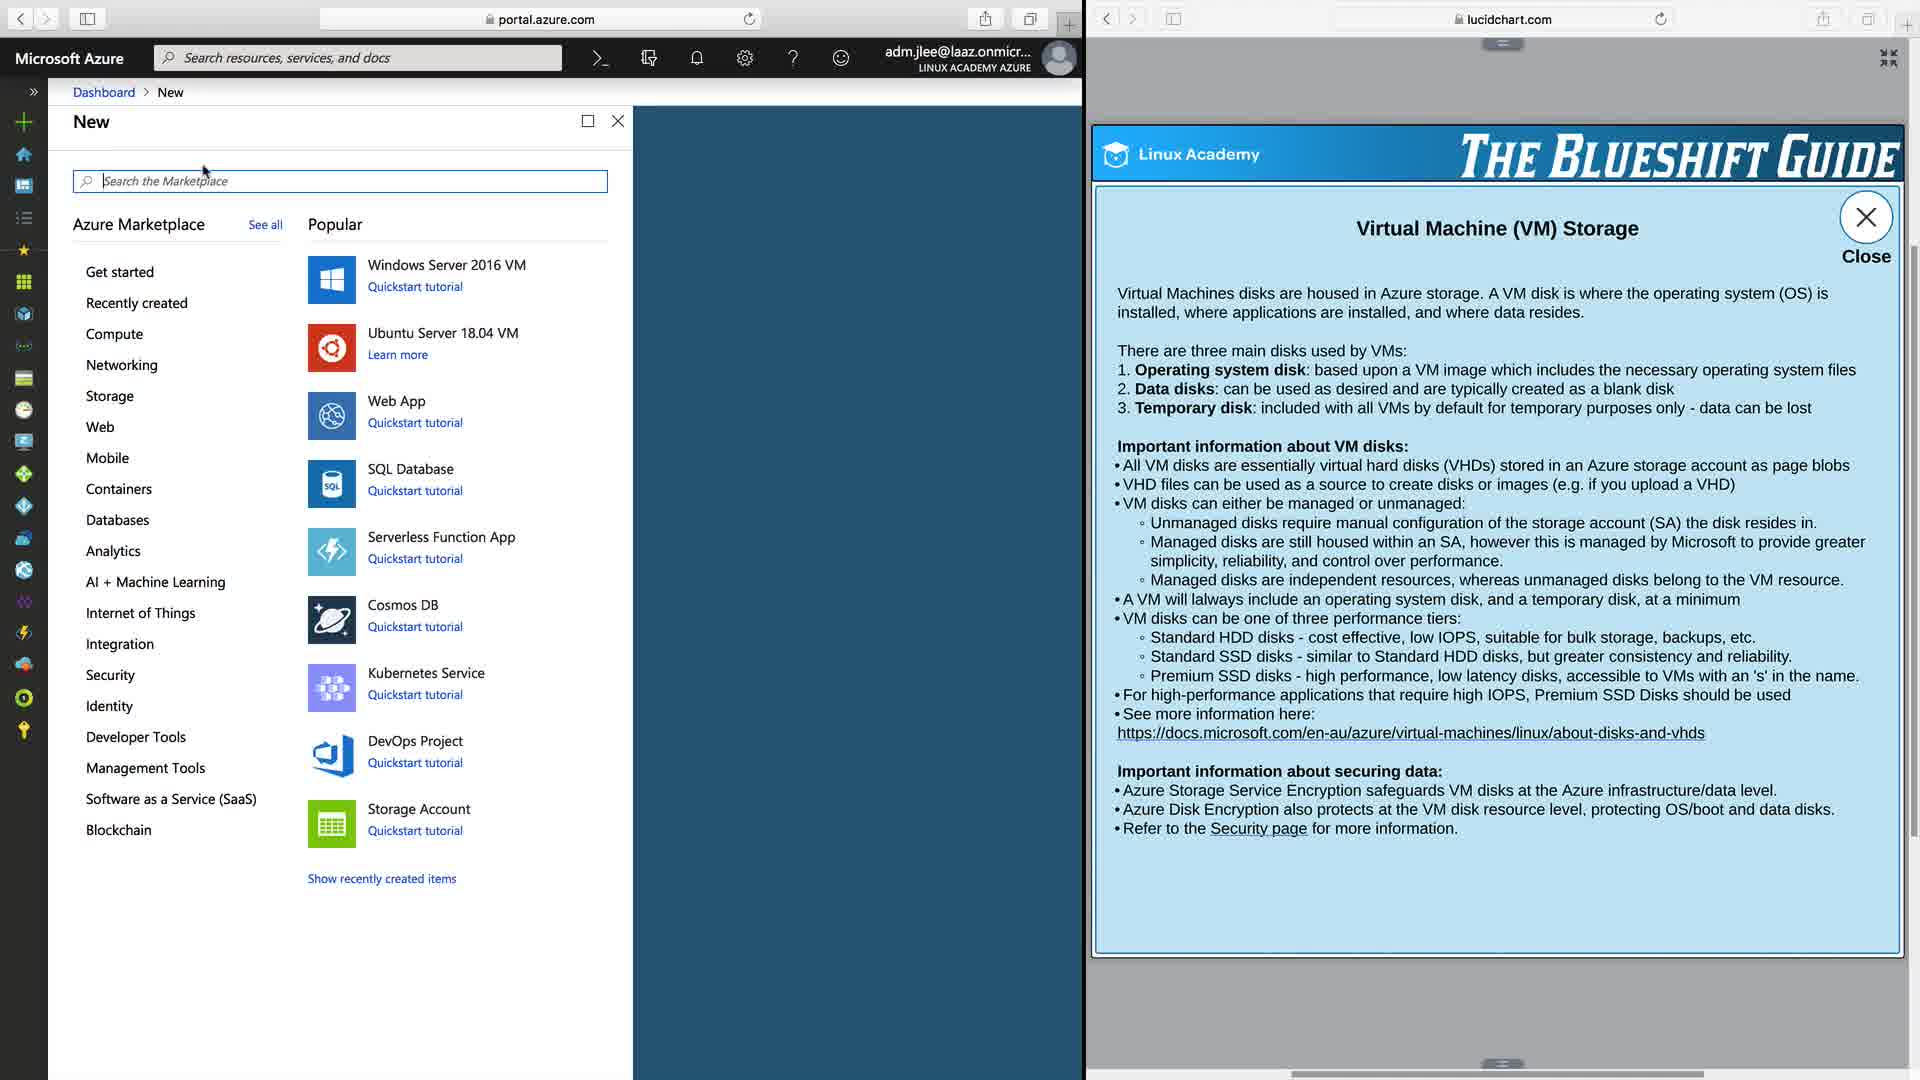 portal.azure.com
Microsoft Azure
Search resources, services, and docs
adm.jlee@laaz.onmicr...
LINUX ACADEMY AZURE
Dashboard > New
New
Search the Marketplace
Azure Marketplace
See all
Get started
Recently created
Compute
Networking
Storage
Web
Mobile
Containers
Databases
Analytics
AI + Machine Learning
Internet of Things
Integration
Security
Identity
Developer Tools
Management Tools
Software as a Service (SaaS)
Blockchain
Popular
Windows Server 2016 VM
Quickstart tutorial
Ubuntu Server 18.04 VM
Learn more
Web App
Quickstart tutorial
SQL
SQL Database
Quickstart tutorial
Serverless Function App
Quickstart tutorial
Cosmos DB
Quickstart tutorial
Kubernetes Service
Quickstart tutorial
DevOps Project
Quickstart tutorial
Storage Account
Quickstart tutorial
Show recently created items
lucidchart.com
Linux Academy
THE BLUESHIFT GUIDE
Virtual Machine (VM) Storage
Close
Virtual Machines disks are housed in Azure storage. A VM disk is where the operating system (OS) is
installed, where applications are installed, and where data resides.
There are three main disks used by VMs:
1. Operating system disk: based upon a VM image which includes the necessary operating system files
2. Data disks: can be used as desired and are typically created as a blank disk
3. Temporary disk: included with all VMs by default for temporary purposes only - data can be lost
Important information about VM disks:
• All VM disks are essentially virtual hard disks (VHDs) stored in an Azure storage account as page blobs
• VHD files can be used as a source to create disks or images (e.g. if you upload a VHD)
• VM disks can either be managed or unmanaged:
◦ Unmanaged disks require manual configuration of the storage account (SA) the disk resides in.
◦ Managed disks are still housed within an SA, however this is managed by Microsoft to provide greater
simplicity, reliability, and control over performance.
◦ Managed disks are independent resources, whereas unmanaged disks belong to the VM resource.
• A VM will lalways include an operating system disk, and a temporary disk, at a minimum
• VM disks can be one of three performance tiers:
◦ Standard HDD disks - cost effective, low IOPS, suitable for bulk storage, backups, etc.
◦ Standard SSD disks - similar to Standard HDD disks, but greater consistency and reliability.
◦ Premium SSD disks - high performance, low latency disks, accessible to VMs with an 's' in the name.
• For high-performance applications that require high IOPS, Premium SSD Disks should be used
• See more information here:
https://docs.microsoft.com/en-au/azure/virtual-machines/linux/about-disks-and-vhds
Important information about securing data:
• Azure Storage Service Encryption safeguards VM disks at the Azure infrastructure/data level.
• Azure Disk Encryption also protects at the VM disk resource level, protecting OS/boot and data disks.
• Refer to the Security page for more information.